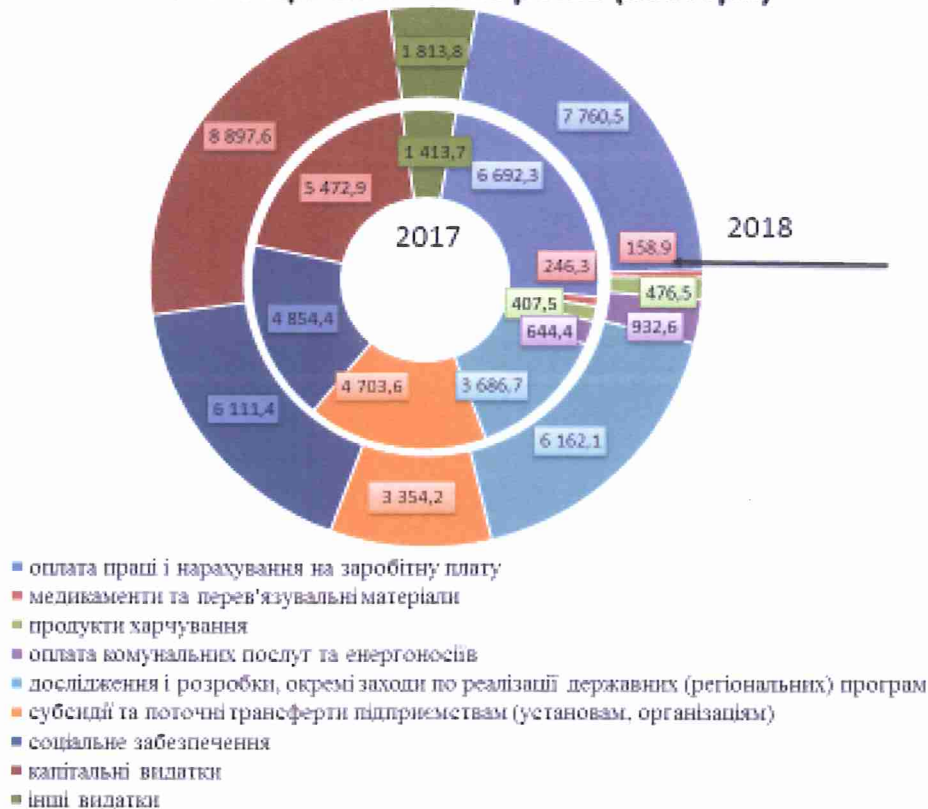 1 813,8
7 760,5
8 897,6
1 413,7
6 692,3
5 472,9
2017
2018
158,9
246,3
476,5
407,5
932,6
644,4
4 854,4
4 703,6
3 686,7
6 111,4
6 162,1
3 354,2
оплата праці і нарахування на заробітну плату
медикаменти та перев'язувальні матеріали
продукти харчування
оплата комунальних послуг та енергоносіїв
дослідження і розробки, окремі заходи по реалізації державних (регіональних) програм
субсидії та поточні трансферти підприємствам (установам, організаціям)
соціальне забезпечення
капітальні видатки
інші видатки